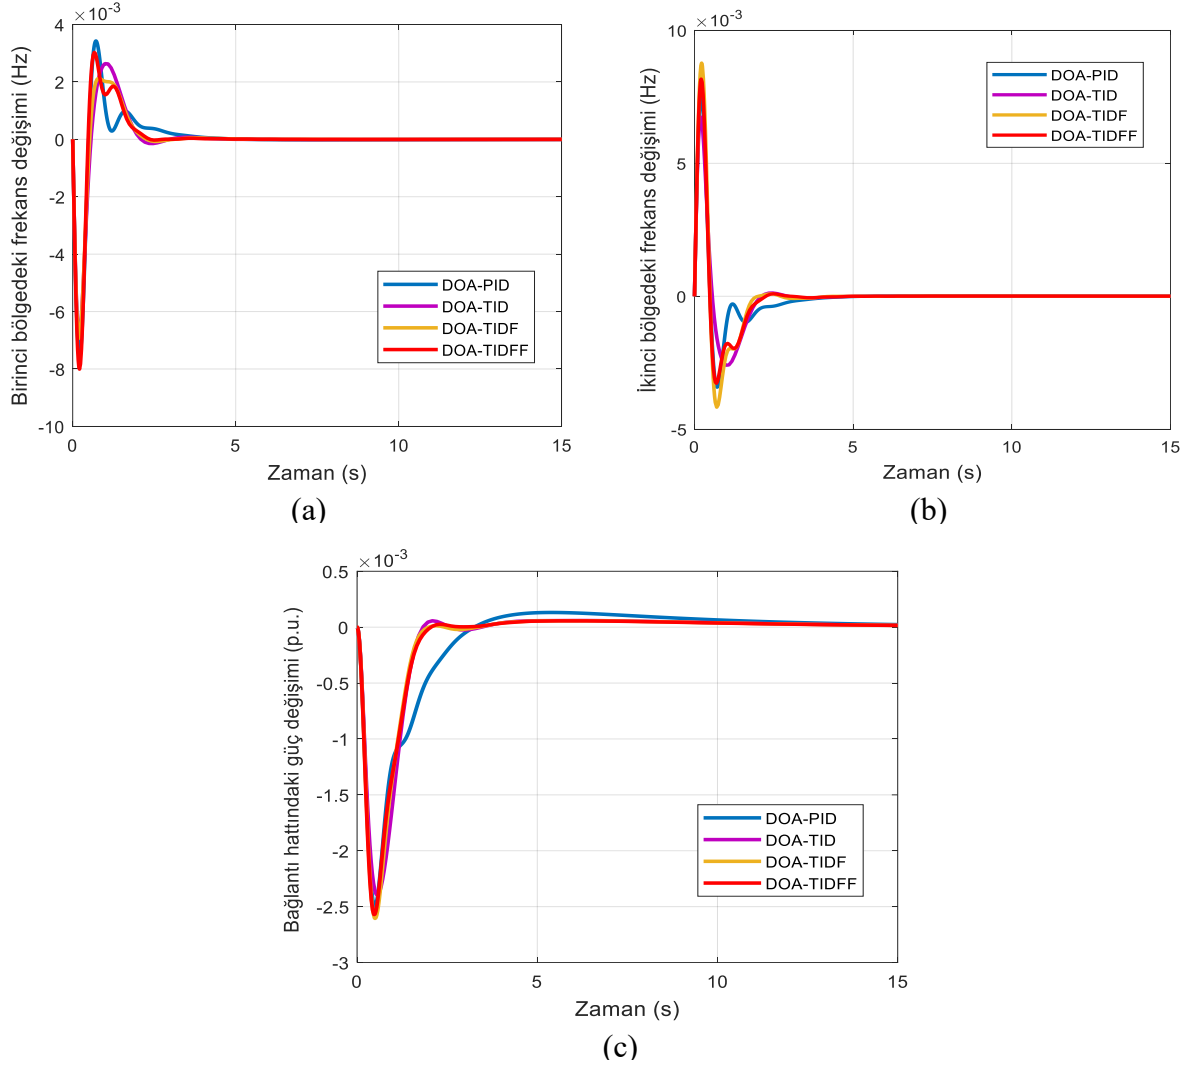 ×10-3
4
2
0
-2
-4
-6
-8
-10
Birinci bölgedeki frekans değişimi (Hz)
DOA-PID
DOA-TID
DOA-TIDF
DOA-TIDFF
0 5 10 15
Zaman (s)
(a)
×10-3
10
5
0
-5
İkinci bölgedeki frekans değişimi (Hz)
DOA-PID
DOA-TID
DOA-TIDF
DOA-TIDFF
0 5 10 15
Zaman (s)
(b)
×10-3
0.5
0
-0.5
-1
-1.5
-2
-2.5
-3
Bağlantı hattındaki güç değişimi (p.u.)
DOA-PID
DOA-TID
DOA-TIDF
DOA-TIDFF
0 5 10 15
Zaman (s)
(c)